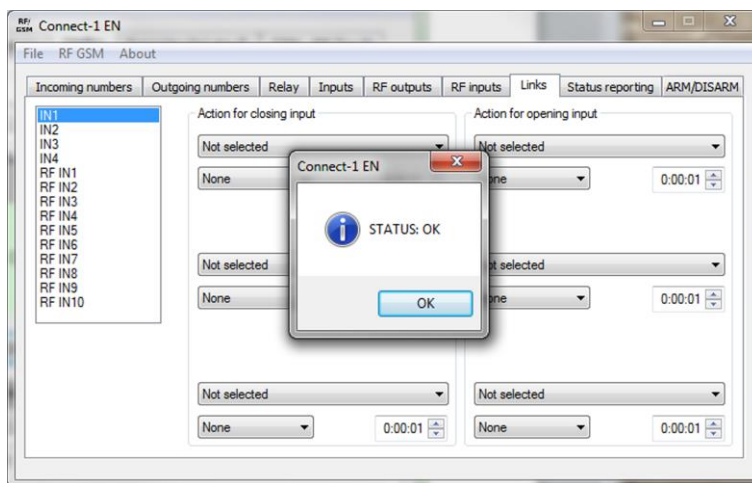 RF/
GSM Connect-1 EN
File RF GSM About
Incoming numbers Outgoing numbers Relay Inputs RF outputs RF inputs Links Status reporting ARM/DISARM
IN1
IN2
IN3
IN4
RF IN1
RF IN2
RF IN3
RF IN4
RF IN5
RF IN6
RF IN7
RF IN8
RF IN9
RF IN10
Action for closing input
Not selected
None
Not selected
None
Not selected
None 0:00:01
Action for opening input
Not selected
0:00:01
selected
0:00:01
Not selected
None 0:00:01
Connect-1 EN
STATUS: OK
OK